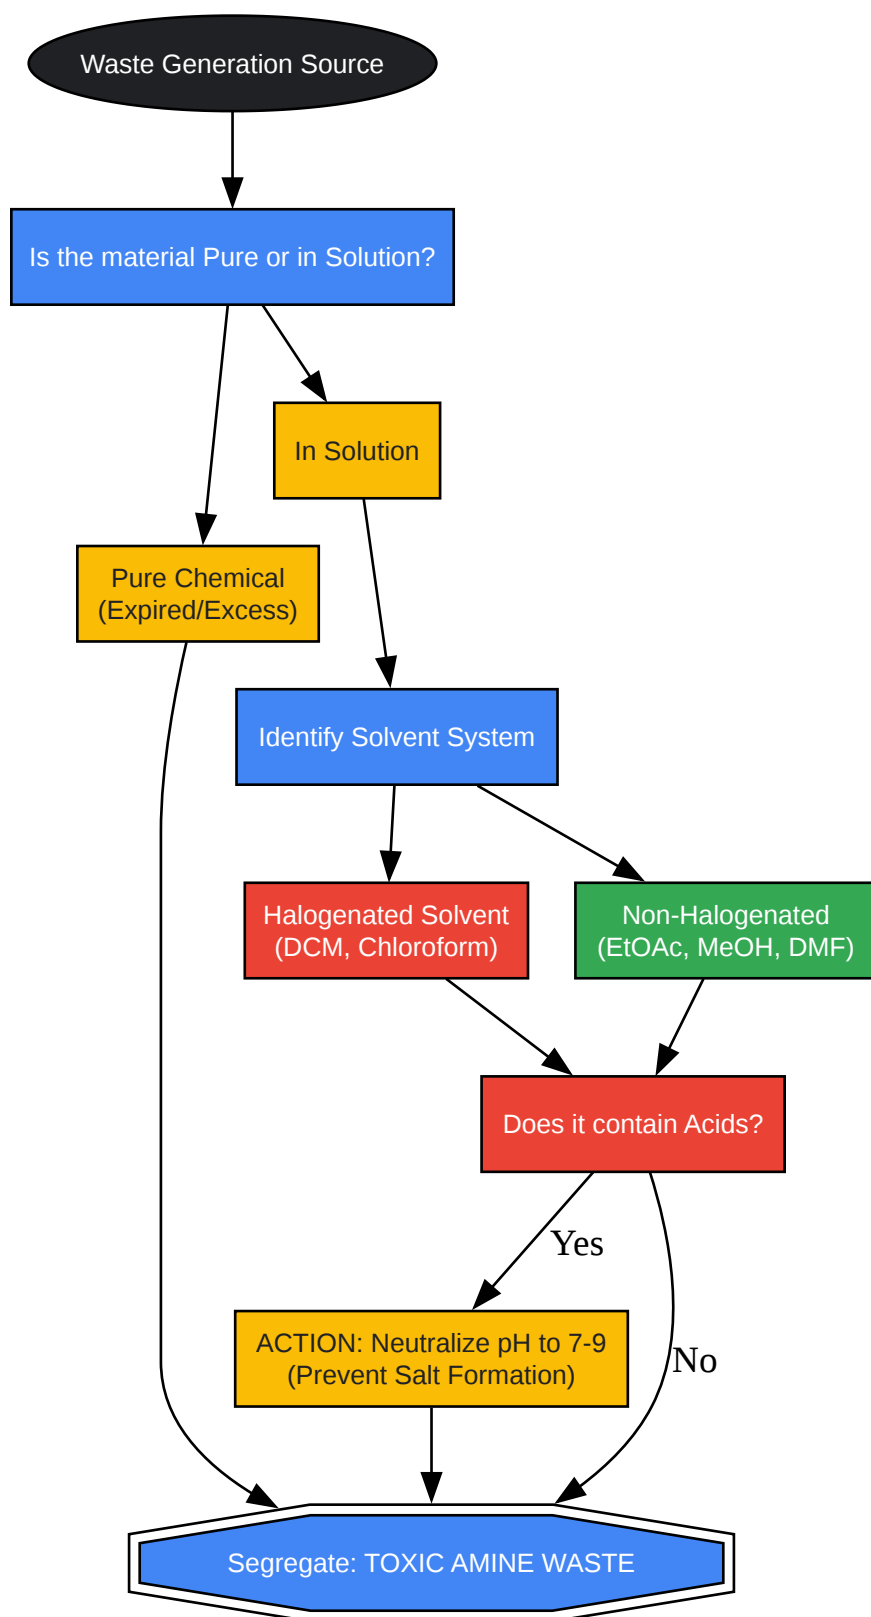 Waste Generation Source
Is the material Pure or in Solution?
In Solution
Pure Chemical
(Expired/Excess)
Identify Solvent System
Halogenated Solvent
(DCM, Chloroform)
Non-Halogenated
(EtOAc, MeOH, DMF)
Does it contain Acids?
Yes
ACTION: Neutralize pH to 7-9
(Prevent Salt Formation)
No
Segregate: TOXIC AMINE WASTE